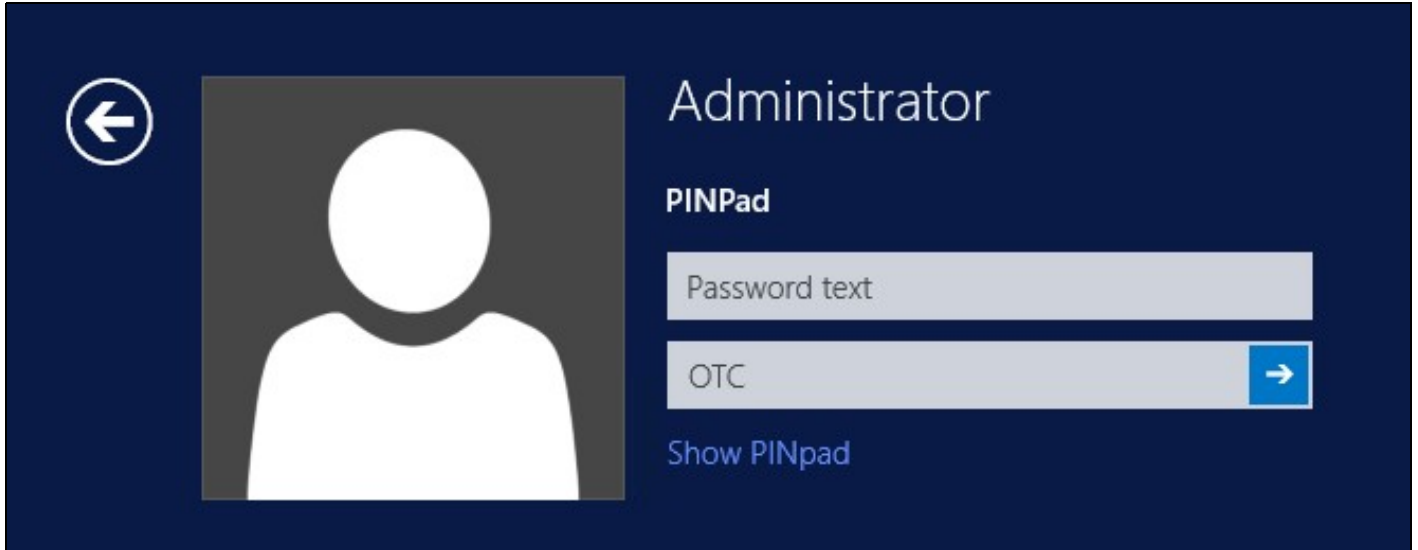 Administrator
PINPad
Password text
OTC
Show PINpad